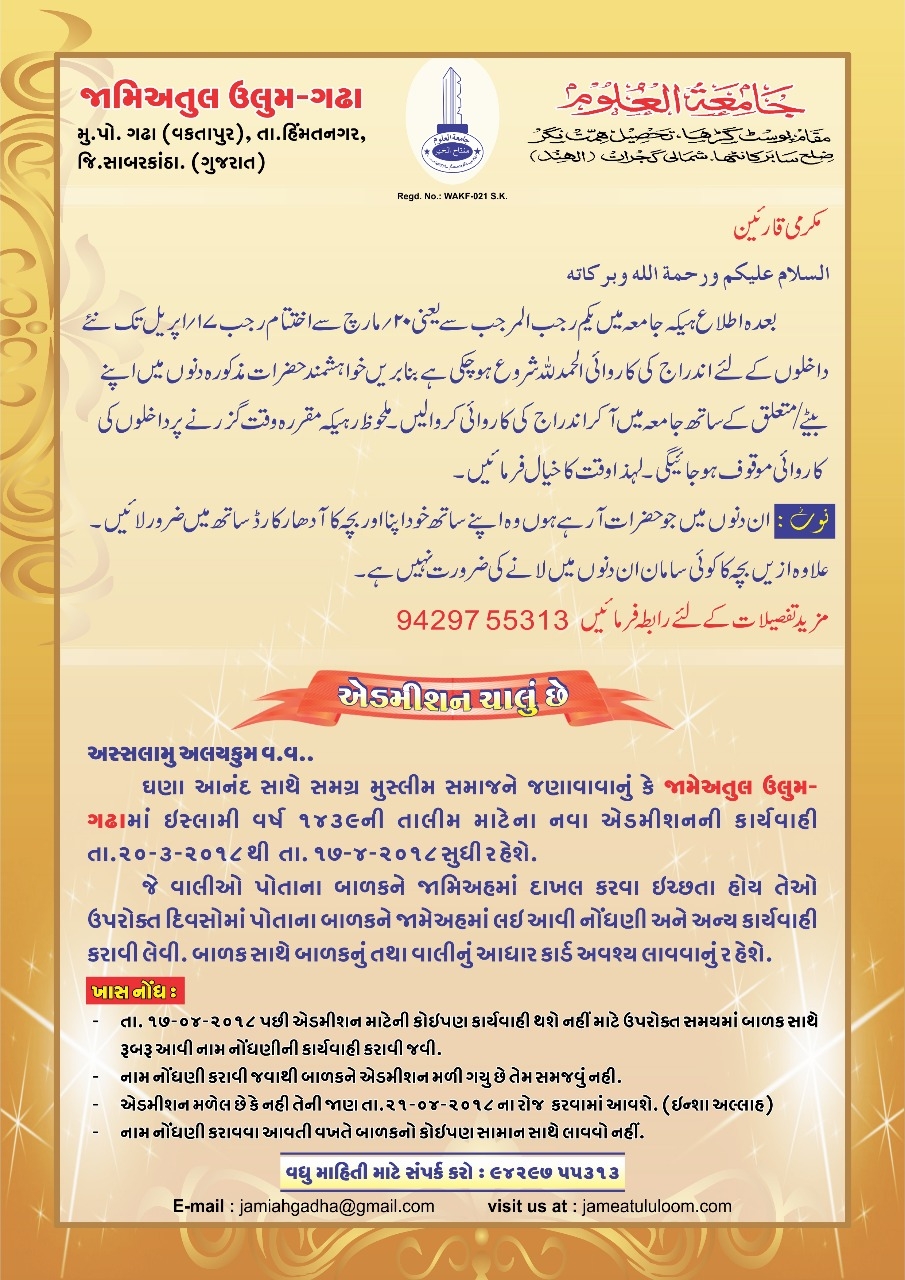 જામિઅતુલ ઉલુમ-ગઢા
મુ.પો. ગઢા (વકતાપુર), તા.હિંમતનગર,
જિ.સાબરકાંઠા. (ગુજરાત)
جامعة العلوم
مفتاح الخير
Regd. No.: WAKF-021 S.K.
جامعة العلوم
مقام پوسٹ گڑھا، تحصیل ہمت نگر
ضلع سابر کانتھا۔ شمالی گجرات (الهند)
مکرمی قارئین
السلام علیکم ورحمة الله وبركاته
بعدہ اطلاع ہیکہ جامعہ میں یکم رجب المرجب سے یعنی ۲۰/مارچ سے اختتام رجب ۱۷/اپریل تک نئے
داخلوں کے لئے اندراج کی کاروائی الحمدللہ شروع ہوچکی ہے بنابریں خواہشمند حضرات مذکورہ دنوں میں اپنے
بیٹے/متعلق کے ساتھ جامعہ میں آکر اندراج کی کاروائی کروالیں۔ ملحوظ رہیکہ مقررہ وقت گزرنے پر داخلوں کی
کاروائی موقوف ہوجائیگی۔ لہذا وقت کا خیال فرمائیں۔
نوٹ : ان دنوں میں جو حضرات آرہے ہوں وہ اپنے ساتھ خود اپنا اور بچہ کا آدھار کارڈ ساتھ میں ضرور لائیں۔
علاوہ ازیں بچہ کا کوئی سامان ان دنوں میں لانے کی ضرورت نہیں ہے۔
مزید تفصیلات کے لئے رابطہ فرمائیں 94297 55313
એડમીશન ચાલું છે
અસ્સલામુ અલયકુમ વ.વ..
ઘણા આનંદ સાથે સમગ્ર મુસ્લીમ સમાજને જણાવાવાનું કે જામેઅતુલ ઉલુમ-
ગઢામાં ઇસ્લામી વર્ષ ૧૪૩૯ની તાલીમ માટેના નવા એડમીશનની કાર્યવાહી
તા.૨૦-૩-૨૦૧૮ થી તા. ૧૭-૪-૨૦૧૮ સુધી રહેશે.
જે વાલીઓ પોતાના બાળકને જામિઅહમાં દાખલ કરવા ઇચ્છતા હોય તેઓ
ઉપરોક્ત દિવસોમાં પોતાના બાળકને જામેઅહમાં લઇ આવી નોંધણી અને અન્ય કાર્યવાહી
કરાવી લેવી. બાળક સાથે બાળકનું તથા વાલીનું આધાર કાર્ડ અવશ્ય લાવવાનું રહેશે.
ખાસ નોંધ :
- તા. ૧૭-૦૪-૨૦૧૮ પછી એડમીશન માટેની કોઇપણ કાર્યવાહી થશે નહીં માટે ઉપરોક્ત સમયમાં બાળક સાથે
રૂબરૂ આવી નામ નોંધણીની કાર્યવાહી કરાવી જવી.
- નામ નોંધણી કરાવી જવાથી બાળકને એડમીશન મળી ગયુ છે તેમ સમજવું નહી.
- એડમીશન મળેલ છે કે નહી તેની જાણ તા.૨૧-૦૪-૨૦૧૮ ના રોજ કરવામાં આવશે. (ઇન્શા અલ્લાહ)
- નામ નોંધણી કરાવવા આવતી વખતે બાળકનો કોઇપણ સામાન સાથે લાવવો નહીં.
વધુ માહિતી માટે સંપર્ક કરો : ૯૪૨૯૭ ૫૫૩૧૩
E-mail : jamiahgadha@gmail.com visit us at : jameatululoom.com